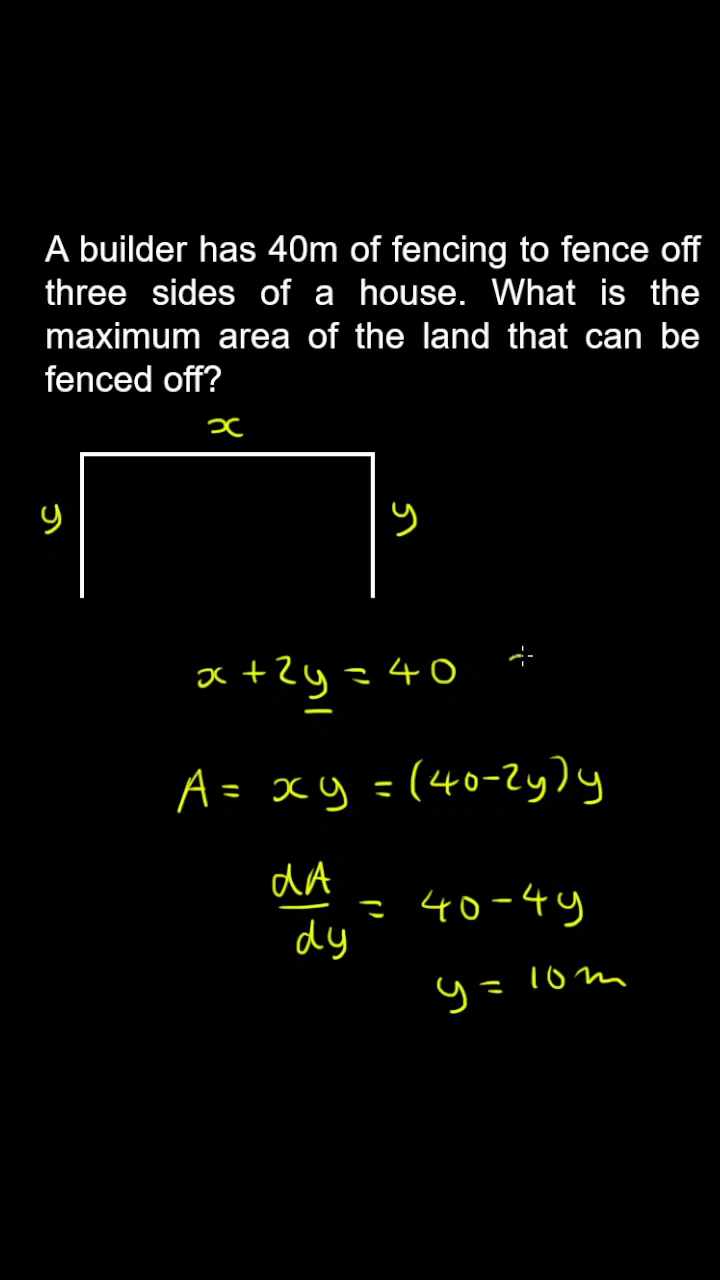 A builder has 40m of fencing to fence off
three sides of a house. What is the
maximum area of the land that can be
fenced off?
x
y y
x + 2y = 40
A = xy = (40-2y)y
dA/dy = 40-4y
y = 10m